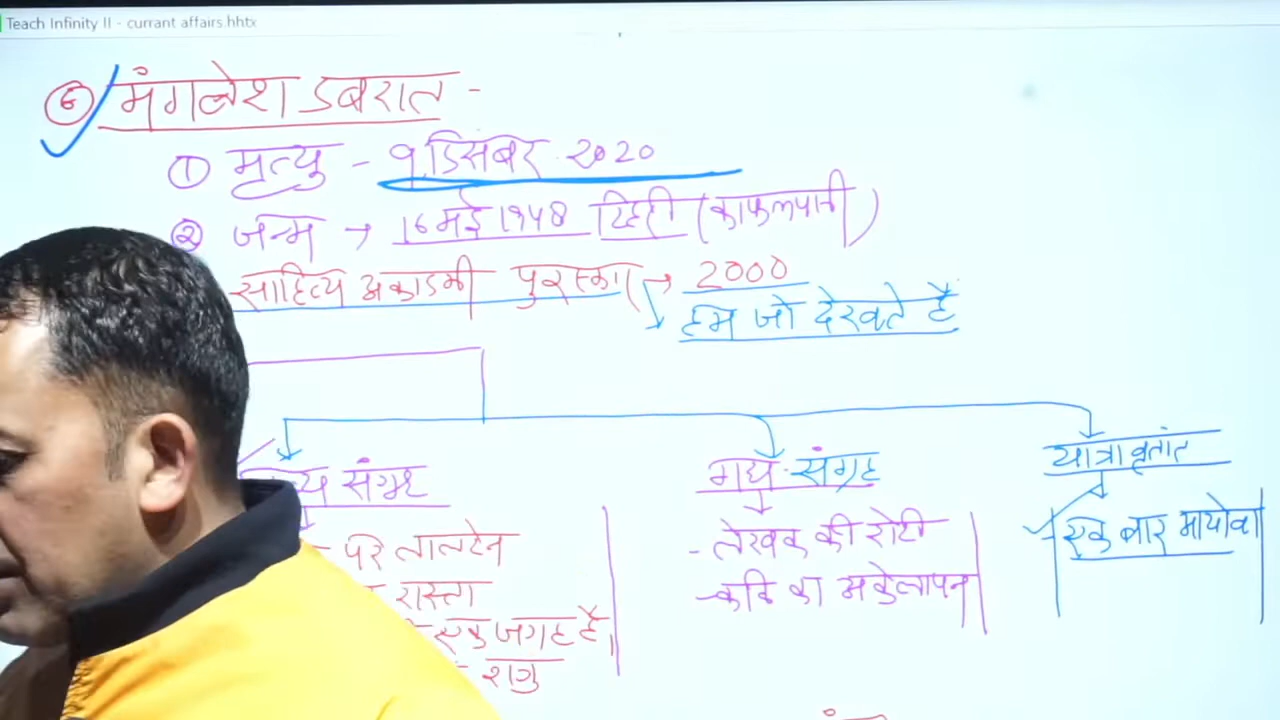 Teach Infinity II - currant affairs.hhtx
⑥ मंगलेश डबराल -
① मृत्यु - 9 डिसंबर 2020
② जन्म → 16 मई 1948 टिहरी (काफलपानी)
साहित्य अकाडमी पुरस्कार → 2000
हम जो देखते है
संग्रह
गद्य संग्रह
यात्रा वृतांत
पर लालटेन
- लेखक की रोटी
एक बार आयोवा
रास्ता
- कवि का अकेलापन
एक जगह है
शत्रु